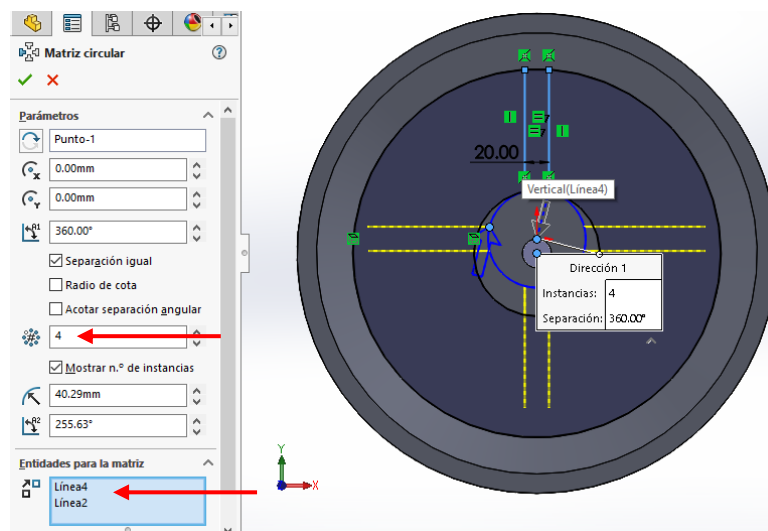 Matriz circular
Parámetros
Punto-1
0.00mm
0.00mm
360.00°
Separación igual
Radio de cota
Acotar separación angular
4
Mostrar n.º de instancias
40.29mm
255.63°
Entidades para la matriz
Línea4
Línea2
20.00
Vertical(Línea4)
Dirección 1
Instancias: 4
Separación: 360.00°
Y
X